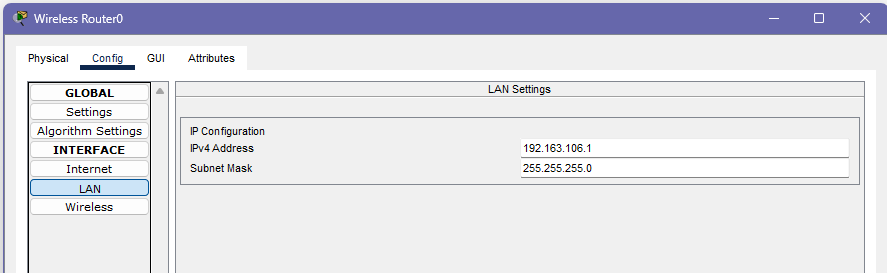 Wireless Router0
Physical Config GUI Attributes
GLOBAL
Settings
Algorithm Settings
INTERFACE
Internet
LAN
Wireless
LAN Settings
IP Configuration
IPv4 Address 192.163.106.1
Subnet Mask 255.255.255.0